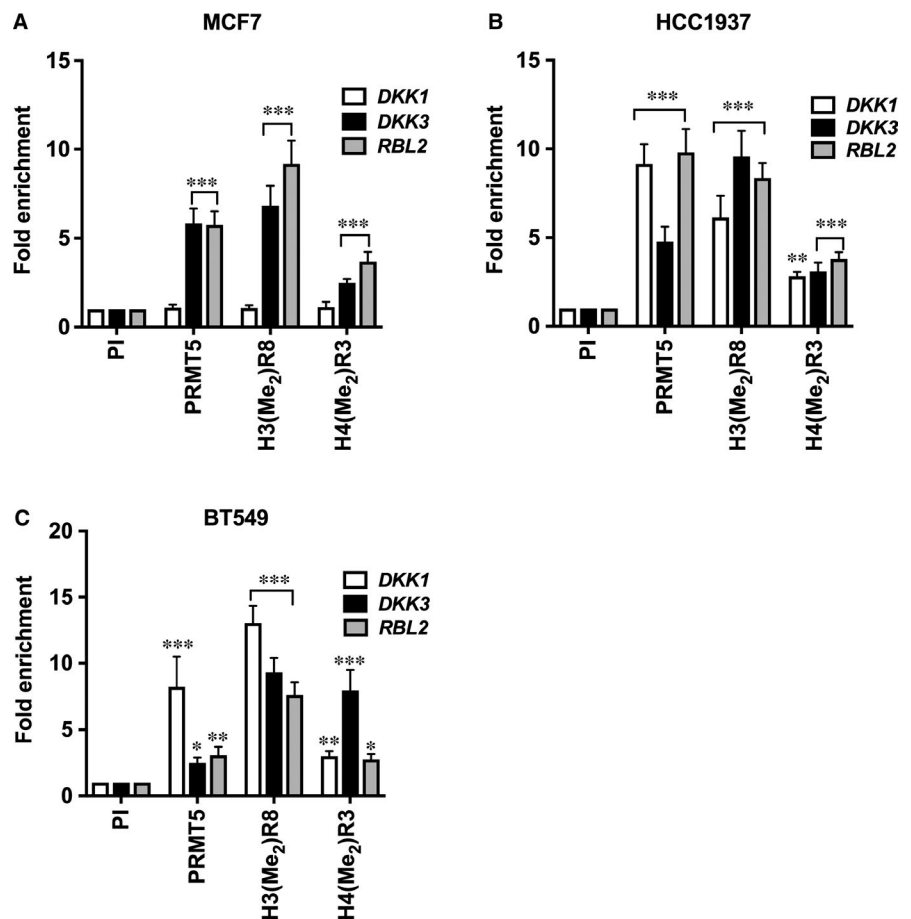 A
MCF7
Fold enrichment
15
10
5
0
***
***
***
DKK1
DKK3
RBL2
PI
PRMT5
H3(Me2)R8
H4(Me2)R3
B
HCC1937
Fold enrichment
15
10
5
0
***
***
**
***
DKK1
DKK3
RBL2
PI
PRMT5
H3(Me2)R8
H4(Me2)R3
C
BT549
Fold enrichment
20
15
10
5
0
***
*
**
***
**
***
*
DKK1
DKK3
RBL2
PI
PRMT5
H3(Me2)R8
H4(Me2)R3